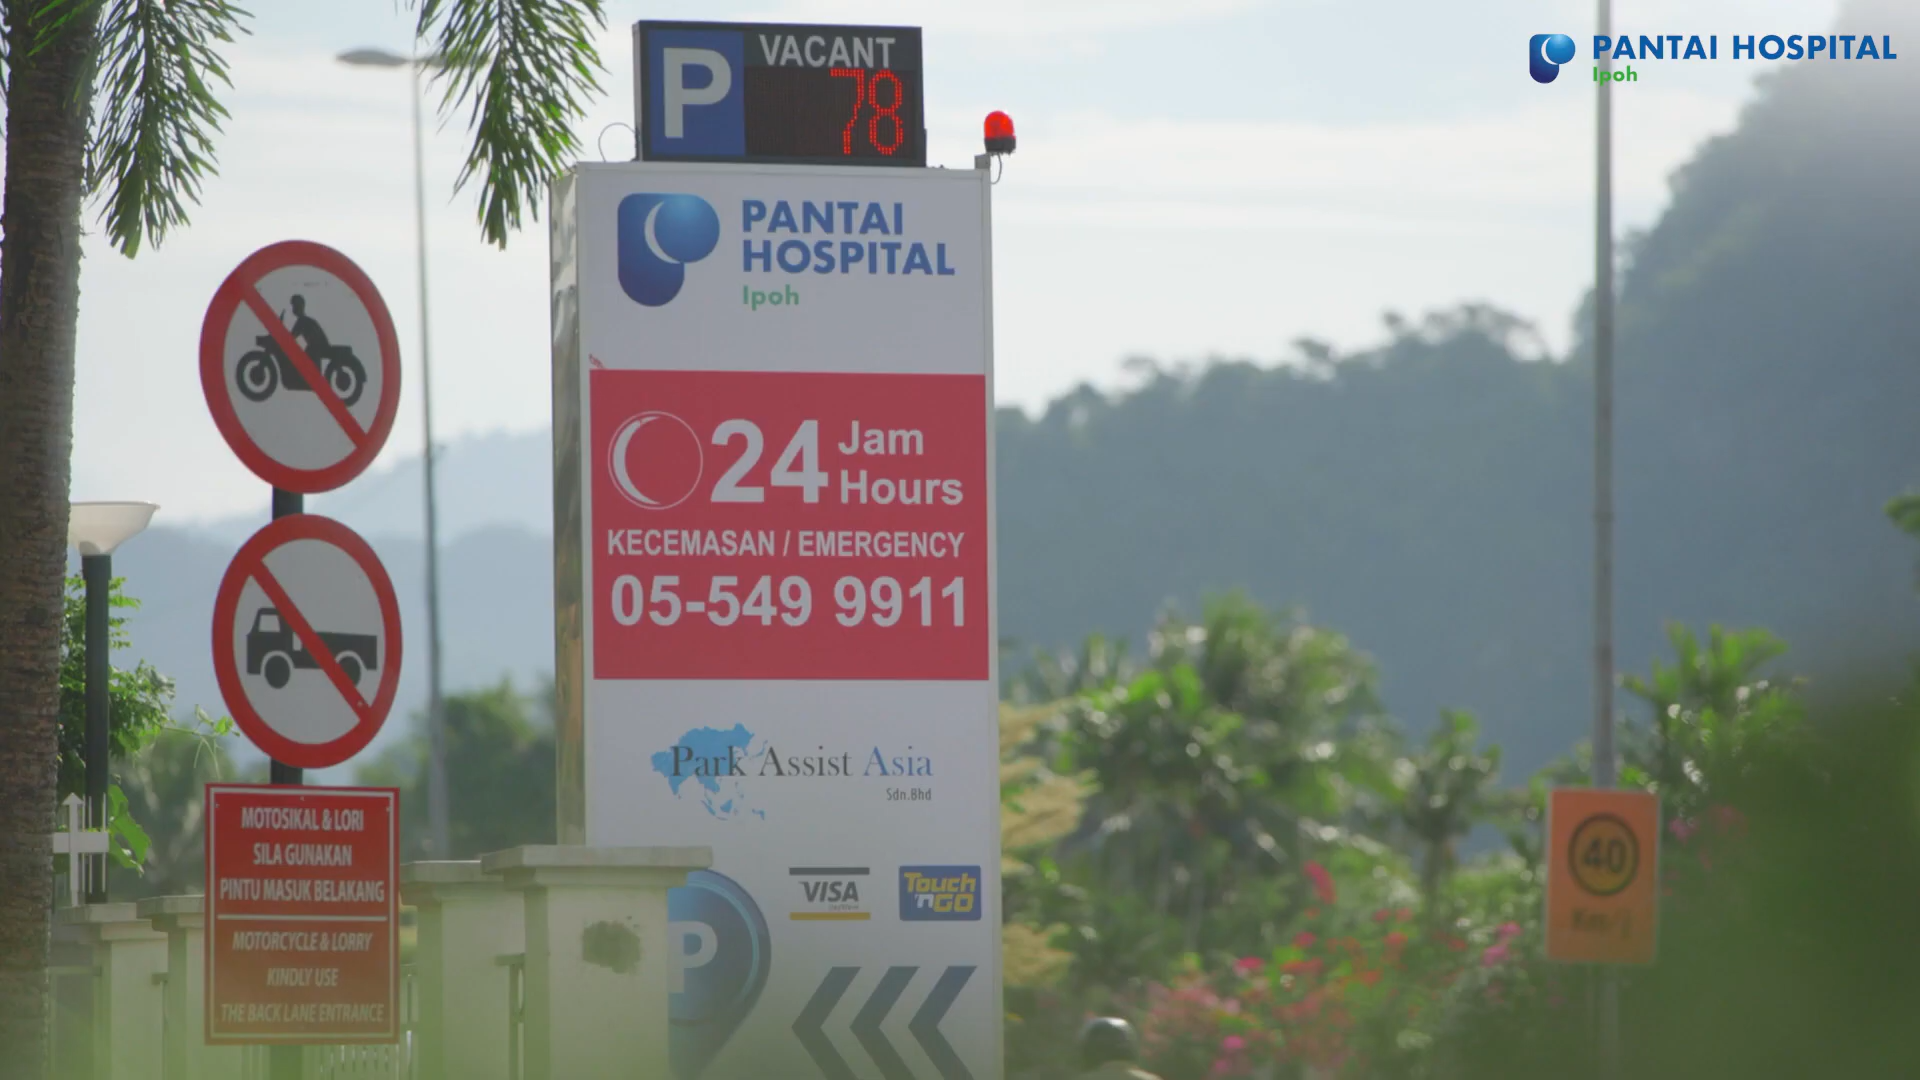 P VACANT
78
PANTAI HOSPITAL
Ipoh
PANTAI
HOSPITAL
Ipoh
24 Jam
Hours
KECEMASAN / EMERGENCY
05-549 9911
Park Assist Asia
Sdn.Bhd
VISA
Touch
'n GO
P
MOTOSIKAL & LORI
SILA GUNAKAN
PINTU MASUK BELAKANG
MOTORCYCLE & LORRY
KINDLY USE
THE BACK LANE ENTRANCE
40